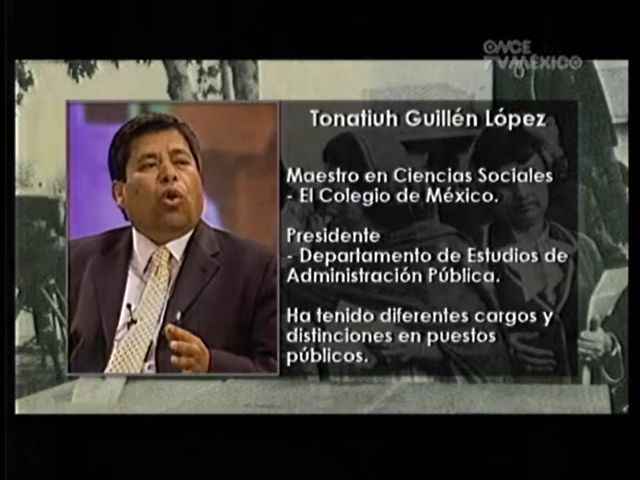 ONCE
TV MÉXICO
Tonatiuh Guillén López
Maestro en Ciencias Sociales
- El Colegio de México.
Presidente
- Departamento de Estudios de
Administración Pública.
Ha tenido diferentes cargos y
distinciones en puestos
públicos.